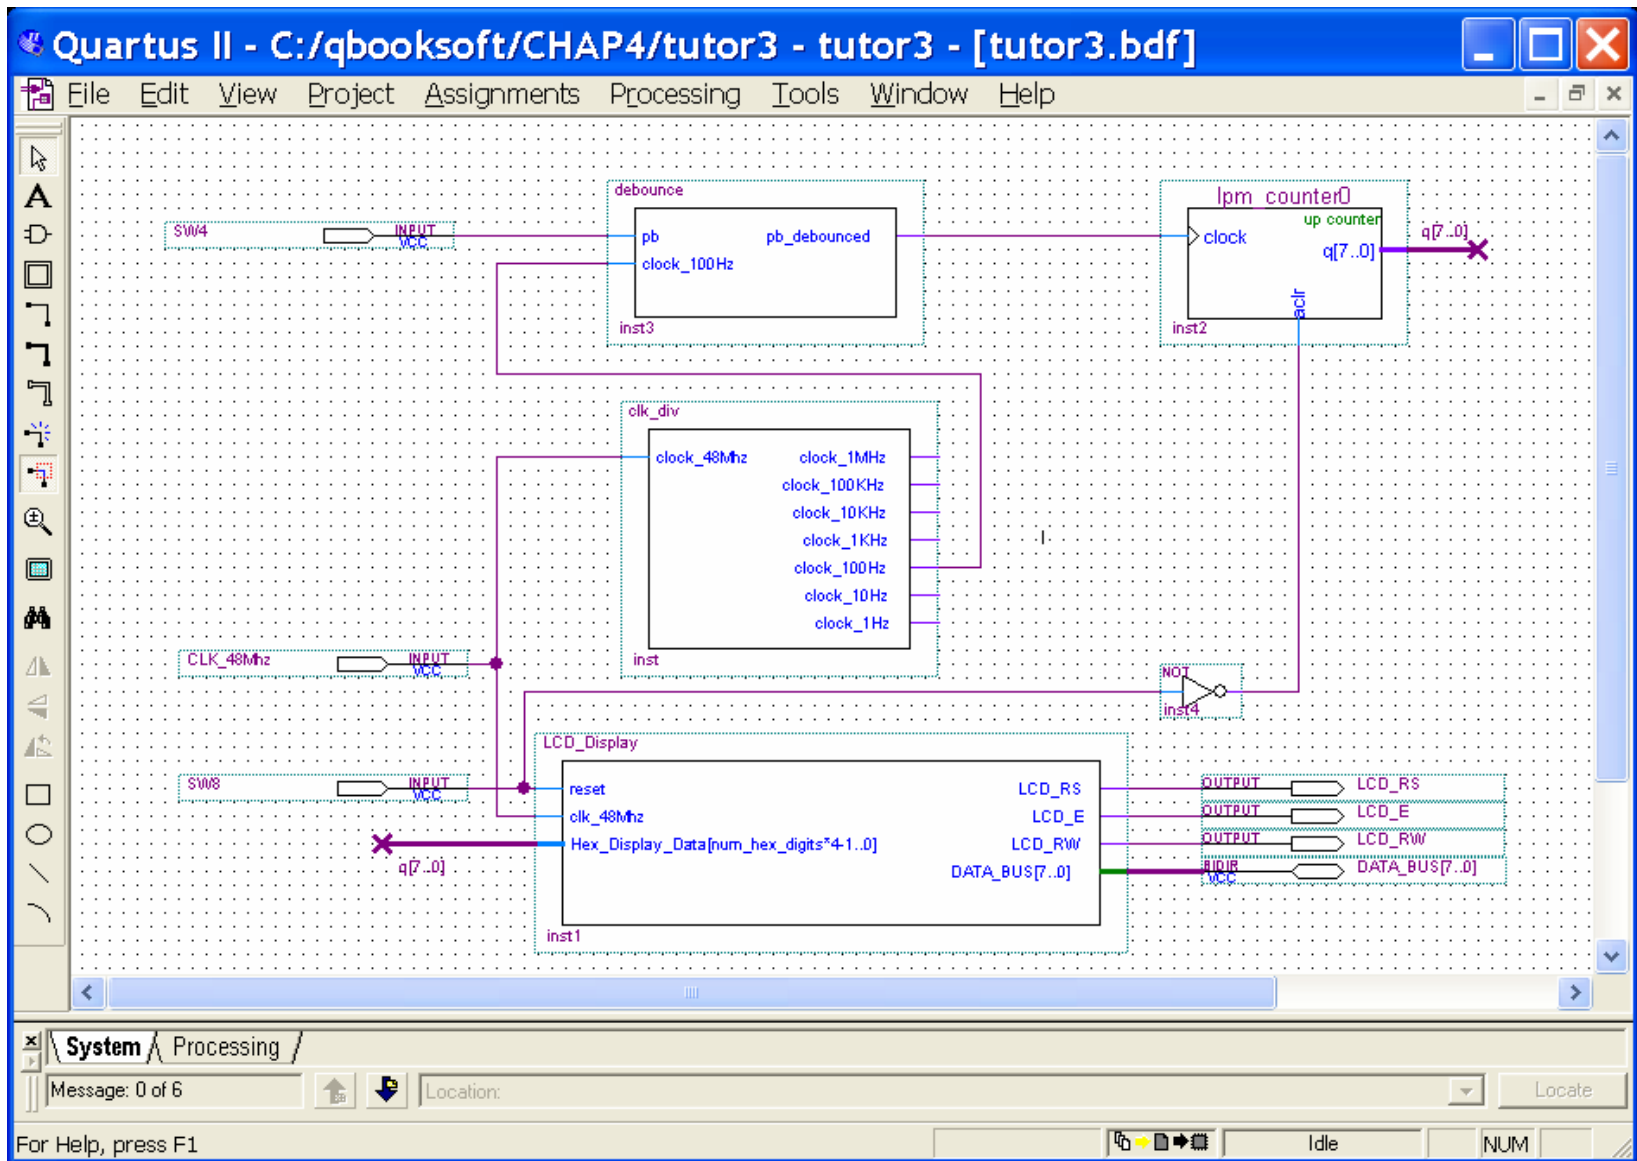 Quartus II - C:/qbooksoft/CHAP4/tutor3 - tutor3 - [tutor3.bdf]
File Edit View Project Assignments Processing Tools Window Help
debounce
lpm_counter0
up counter
SW4 INPUT
VCC
pb pb_debounced
clock
q[7..0]
q[7..0]
clock_100Hz
aclr
inst3
inst2
clk_div
clock_48Mhz clock_1MHz
clock_100KHz
clock_10KHz
clock_1KHz
clock_100Hz
clock_10Hz
clock_1Hz
CLK_48Mhz INPUT
VCC
inst
NOT
inst4
LCD_Display
SW8 INPUT
VCC
reset LCD_RS
OUTPUT LCD_RS
clk_48Mhz LCD_E
OUTPUT LCD_E
Hex_Display_Data[num_hex_digits*4-1..0] LCD_RW
OUTPUT LCD_RW
q[7..0]
DATA_BUS[7..0]
BIDIR DATA_BUS[7..0]
VCC
inst1
System Processing
Message: 0 of 6 Location: Locate
For Help, press F1 Idle NUM